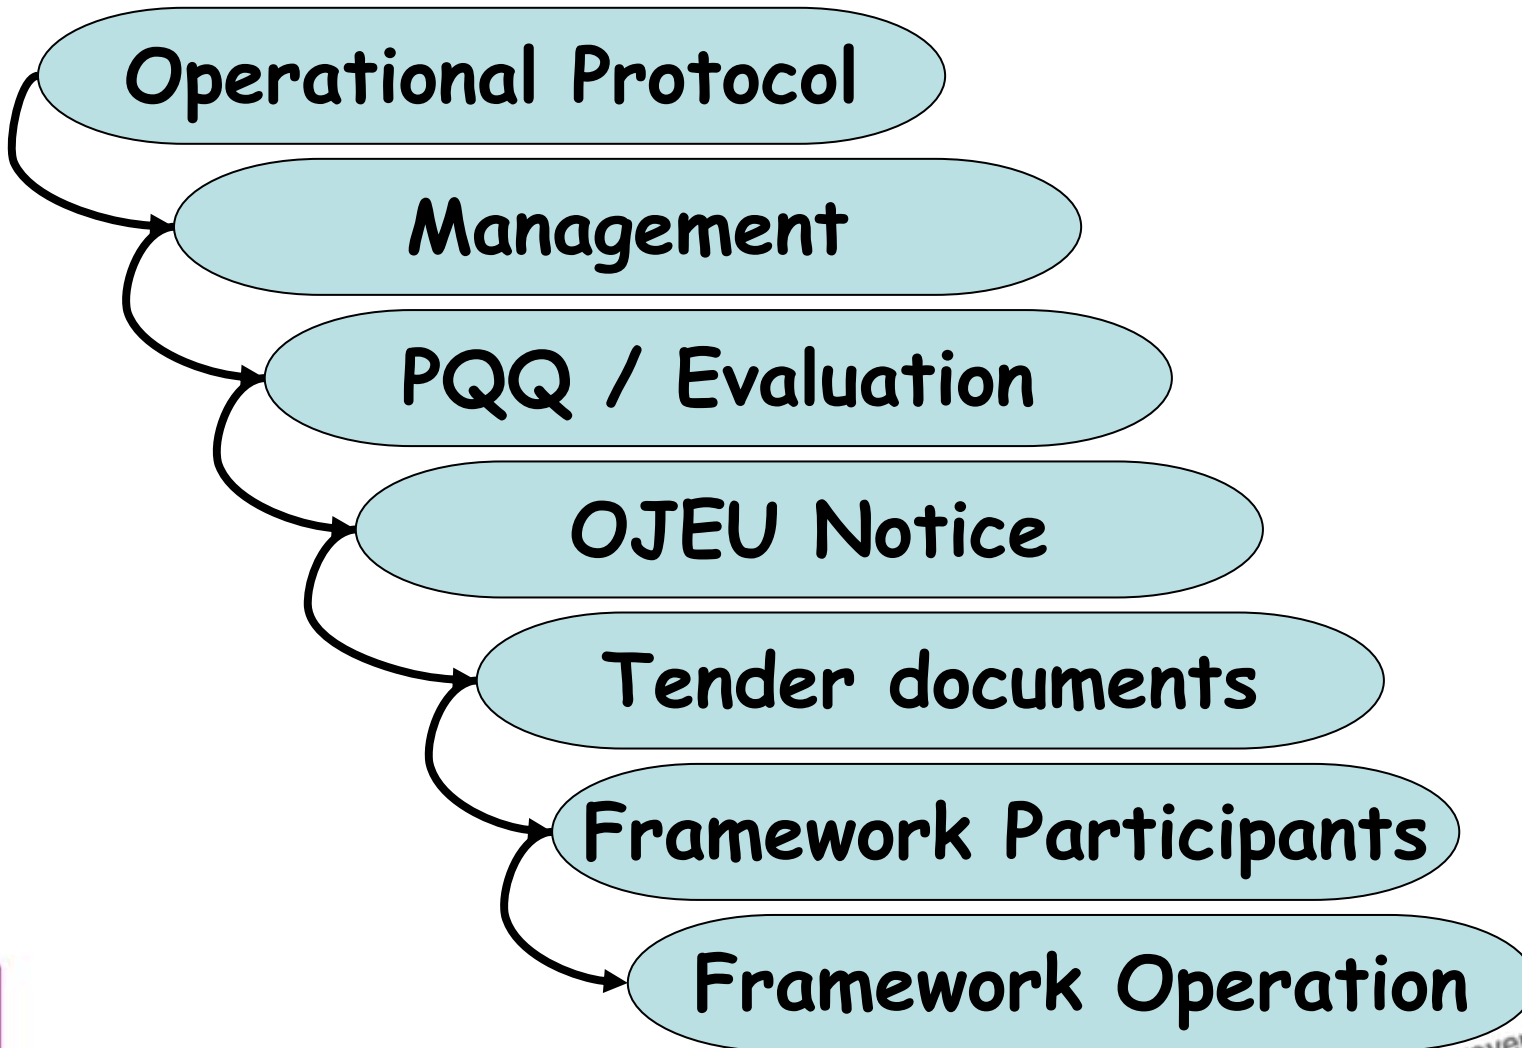 Operational Protocol
Management
PQQ / Evaluation
OJEU Notice
Tender documents
Framework Participants
Framework Operation